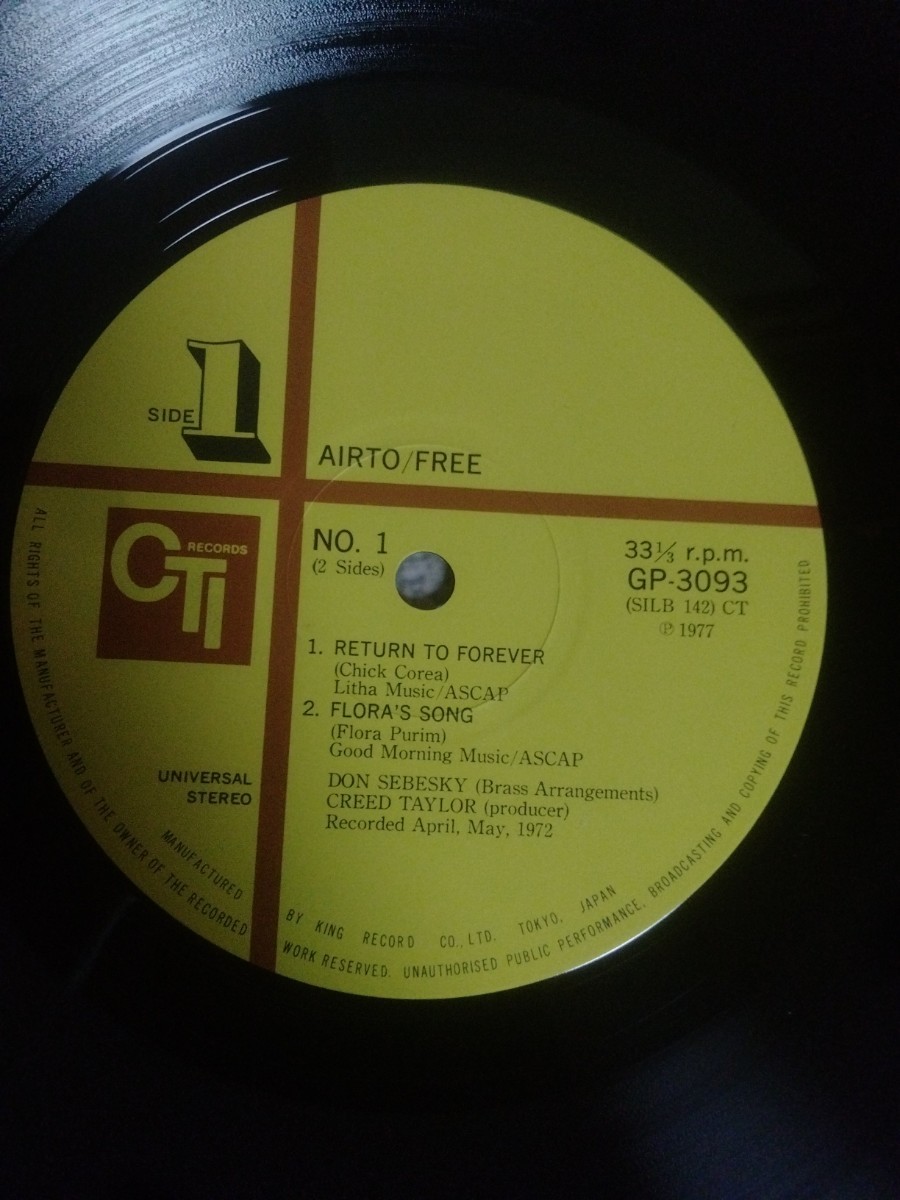 SIDE 1
AIRTO/FREE
CTI RECORDS
NO. 1
(2 Sides)
33⅓ r.p.m.
GP-3093
(SILB 142) CT
℗ 1977
1. RETURN TO FOREVER
(Chick Corea)
Litha Music/ASCAP
2. FLORA'S SONG
(Flora Purim)
Good Morning Music/ASCAP
UNIVERSAL
STEREO
DON SEBESKY (Brass Arrangements)
CREED TAYLOR (producer)
Recorded April, May, 1972
MANUFACTURED BY KING RECORD CO., LTD. TOKYO, JAPAN
ALL RIGHTS OF THE MANUFACTURER AND OF THE OWNER OF THE RECORDED WORK RESERVED. UNAUTHORISED PUBLIC PERFORMANCE, BROADCASTING AND COPYING OF THIS RECORD PROHIBITED